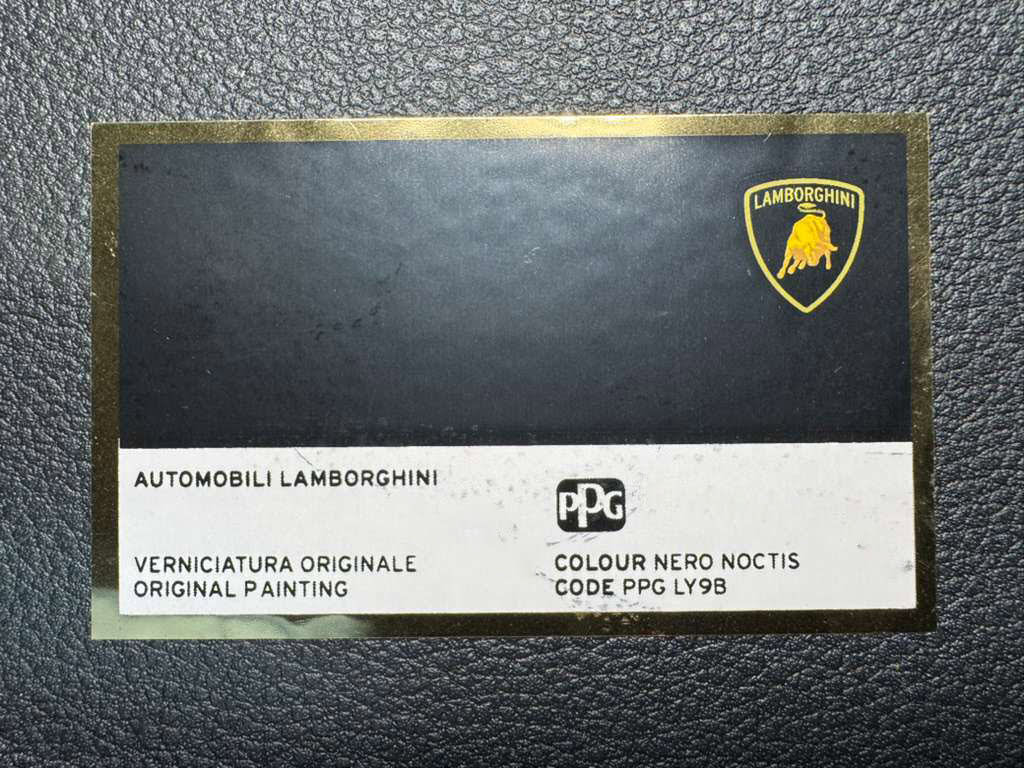 LAMBORGHINI
AUTOMOBILI LAMBORGHINI
PPG
VERNICIATURA ORIGINALE
ORIGINAL PAINTING
COLOUR NERO NOCTIS
CODE PPG LY9B